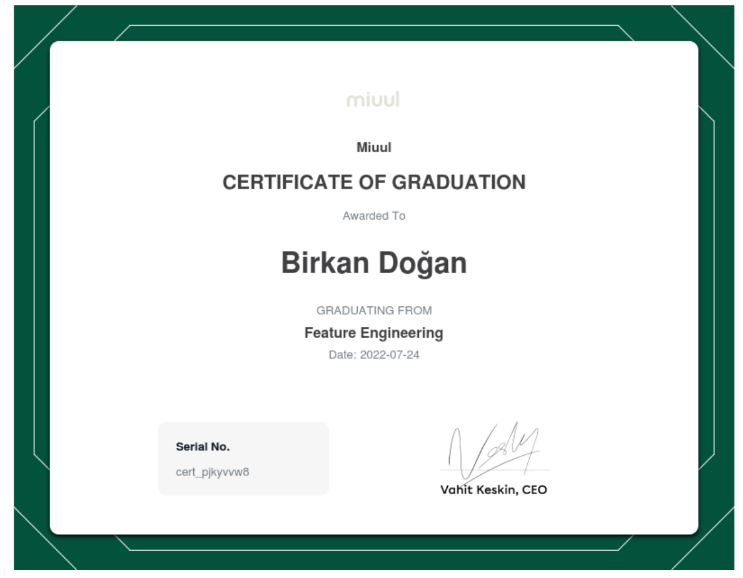 miuul
Miuul
CERTIFICATE OF GRADUATION
Awarded To
Birkan Doğan
GRADUATING FROM
Feature Engineering
Date: 2022-07-24
Serial No.
cert_pjkyvvw8
Vahit Keskin, CEO